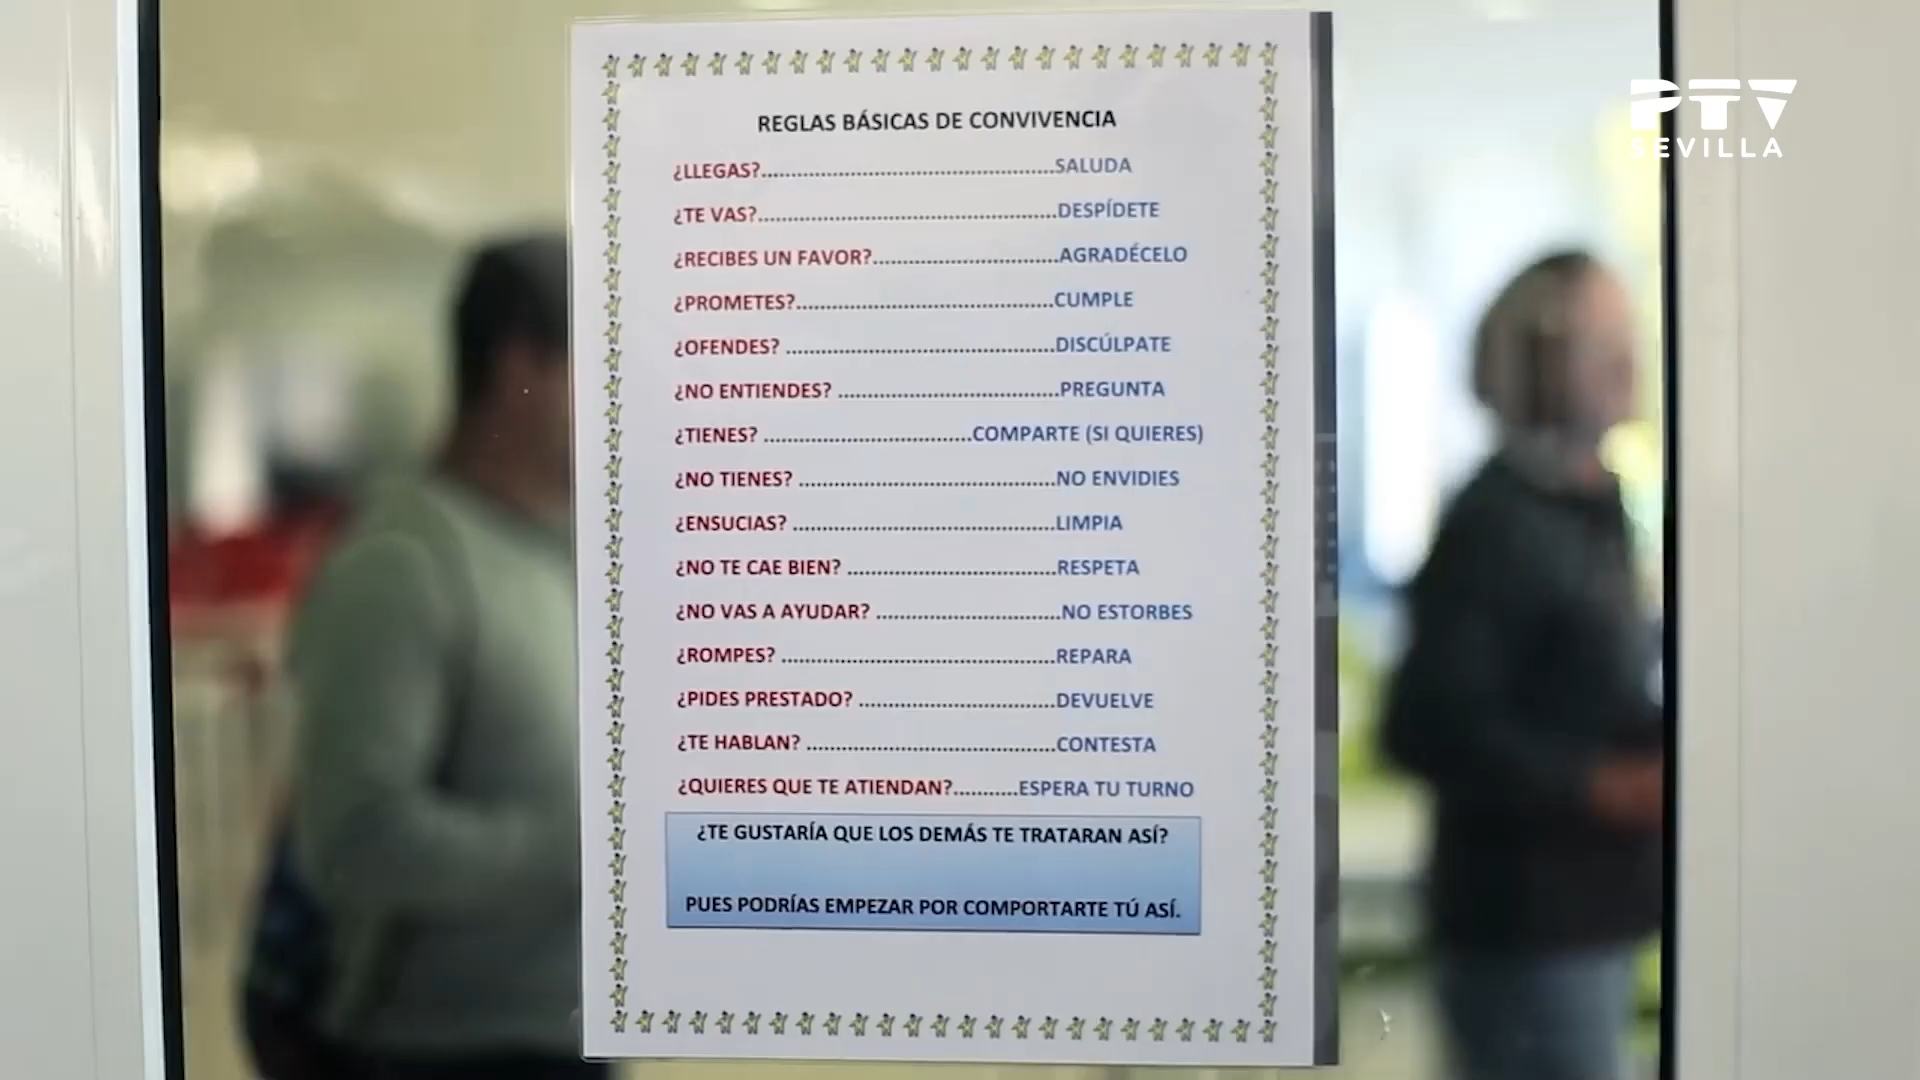 REGLAS BÁSICAS DE CONVIVENCIA
¿LLEGAS?.................................................SALUDA
¿TE VAS?..................................................DESPÍDETE
¿RECIBES UN FAVOR?...............................AGRADÉCELO
¿PROMETES?...........................................CUMPLE
¿OFENDES? .............................................DISCÚLPATE
¿NO ENTIENDES? .....................................PREGUNTA
¿TIENES? ...................................COMPARTE (SI QUIERES)
¿NO TIENES? ...........................................NO ENVIDIES
¿ENSUCIAS? ............................................LIMPIA
¿NO TE CAE BIEN? ...................................RESPETA
¿NO VAS A AYUDAR? ...............................NO ESTORBES
¿ROMPES? ..............................................REPARA
¿PIDES PRESTADO? .................................DEVUELVE
¿TE HABLAN? ..........................................CONTESTA
¿QUIERES QUE TE ATIENDAN?...........ESPERA TU TURNO
¿TE GUSTARÍA QUE LOS DEMÁS TE TRATARAN ASÍ?
PUES PODRÍAS EMPEZAR POR COMPORTARTE TÚ ASÍ.
PTV
SEVILLA